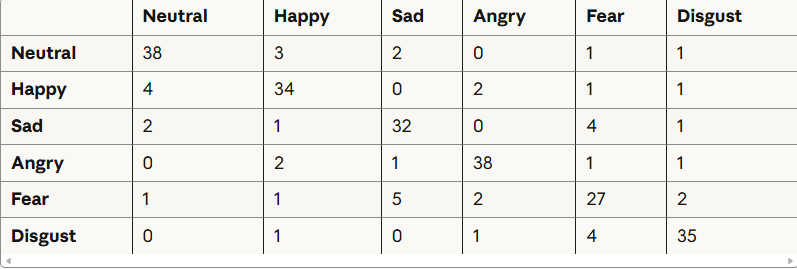 Neutral Happy Sad Angry Fear Disgust
Neutral 38 3 2 0 1 1
Happy 4 34 0 2 1 1
Sad 2 1 32 0 4 1
Angry 0 2 1 38 1 1
Fear 1 1 5 2 27 2
Disgust 0 1 0 1 4 35